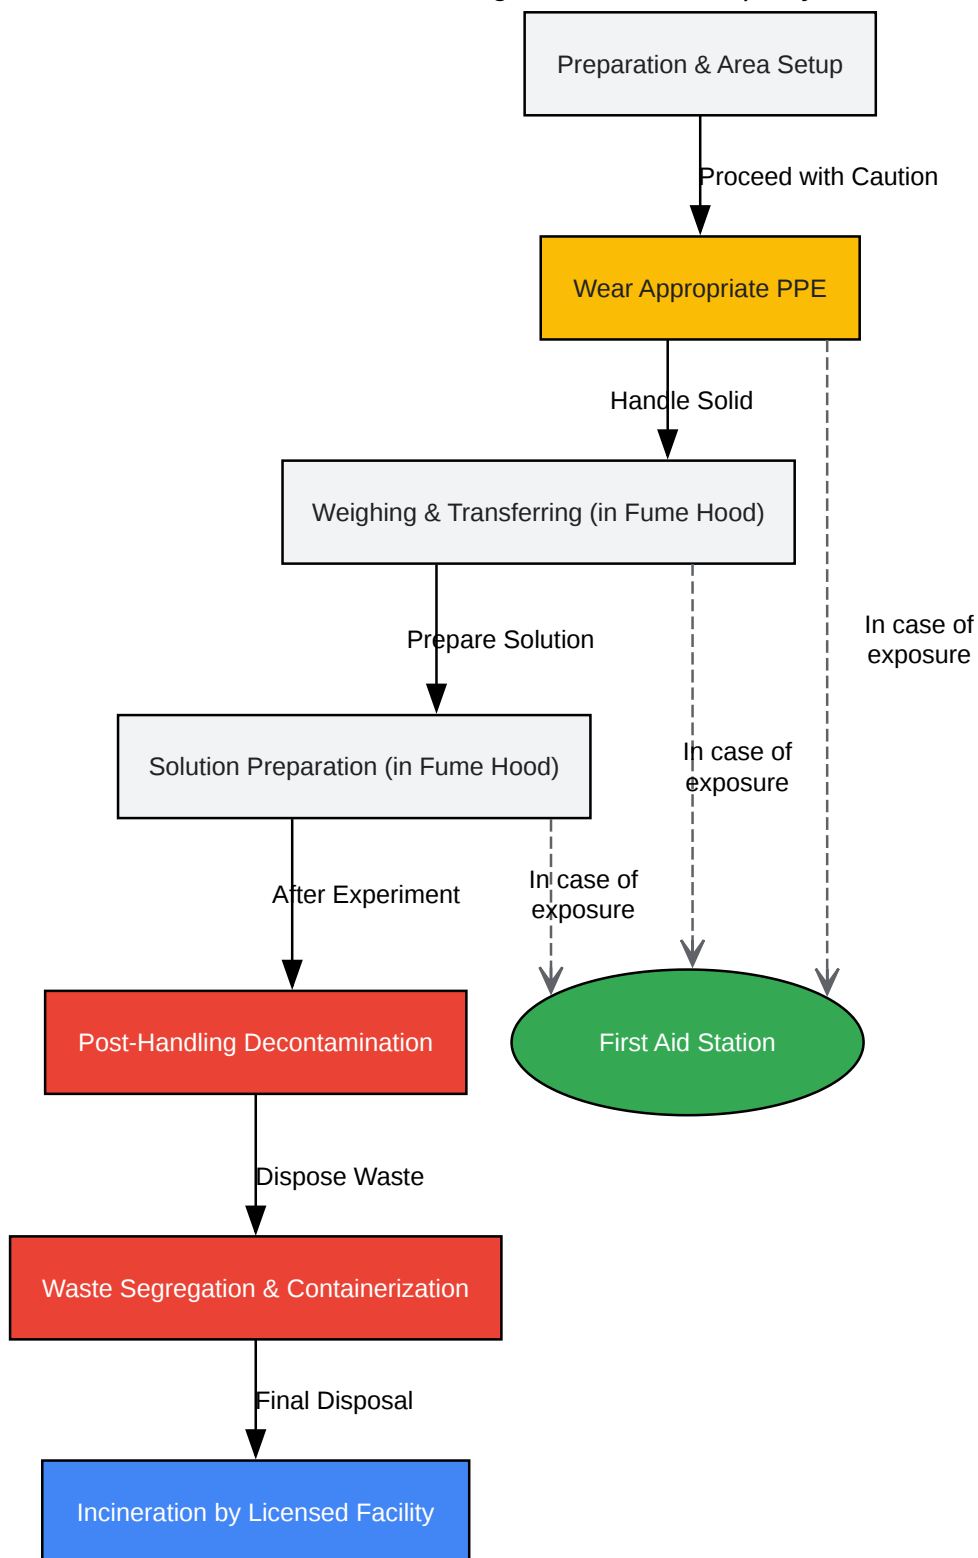 Preparation & Area Setup
Proceed with Caution
Wear Appropriate PPE
Handle Solid
Weighing & Transferring (in Fume Hood)
In case of
exposure
Prepare Solution
In case of
exposure
Solution Preparation (in Fume Hood)
In case of
exposure
After Experiment
Post-Handling Decontamination
First Aid Station
Dispose Waste
Waste Segregation & Containerization
Final Disposal
Incineration by Licensed Facility